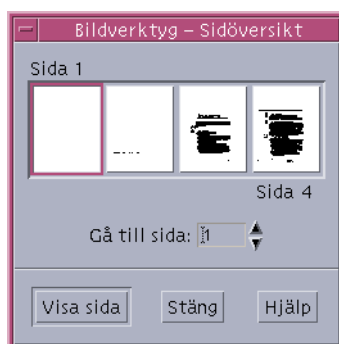 Bildverktyg – Sidöversikt
Sida 1
Sida 4
Gå till sida: 1
Visa sida Stäng Hjälp